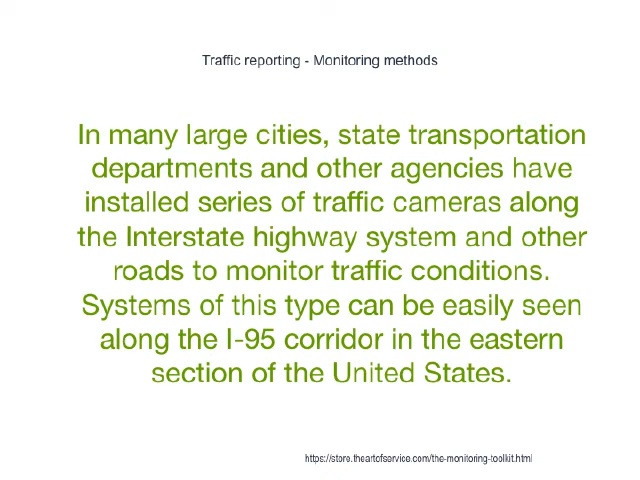 Traffic reporting - Monitoring methods
In many large cities, state transportation
departments and other agencies have
installed series of traffic cameras along
the Interstate highway system and other
roads to monitor traffic conditions.
Systems of this type can be easily seen
along the I-95 corridor in the eastern
section of the United States.
https://store.theartofservice.com/the-monitoring-toolkit.html